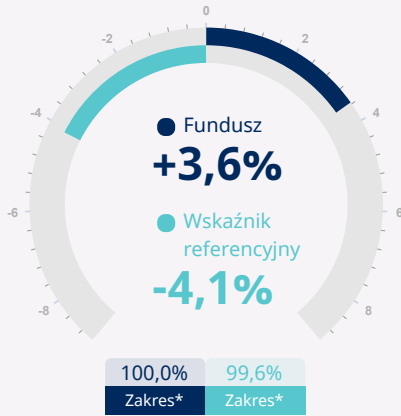 0
-2
2
-4
4
-6
6
-8
8
Fundusz
+3,6%
Wskaźnik
referencyjny
-4,1%
100,0%
99,6%
Zakres*
Zakres*